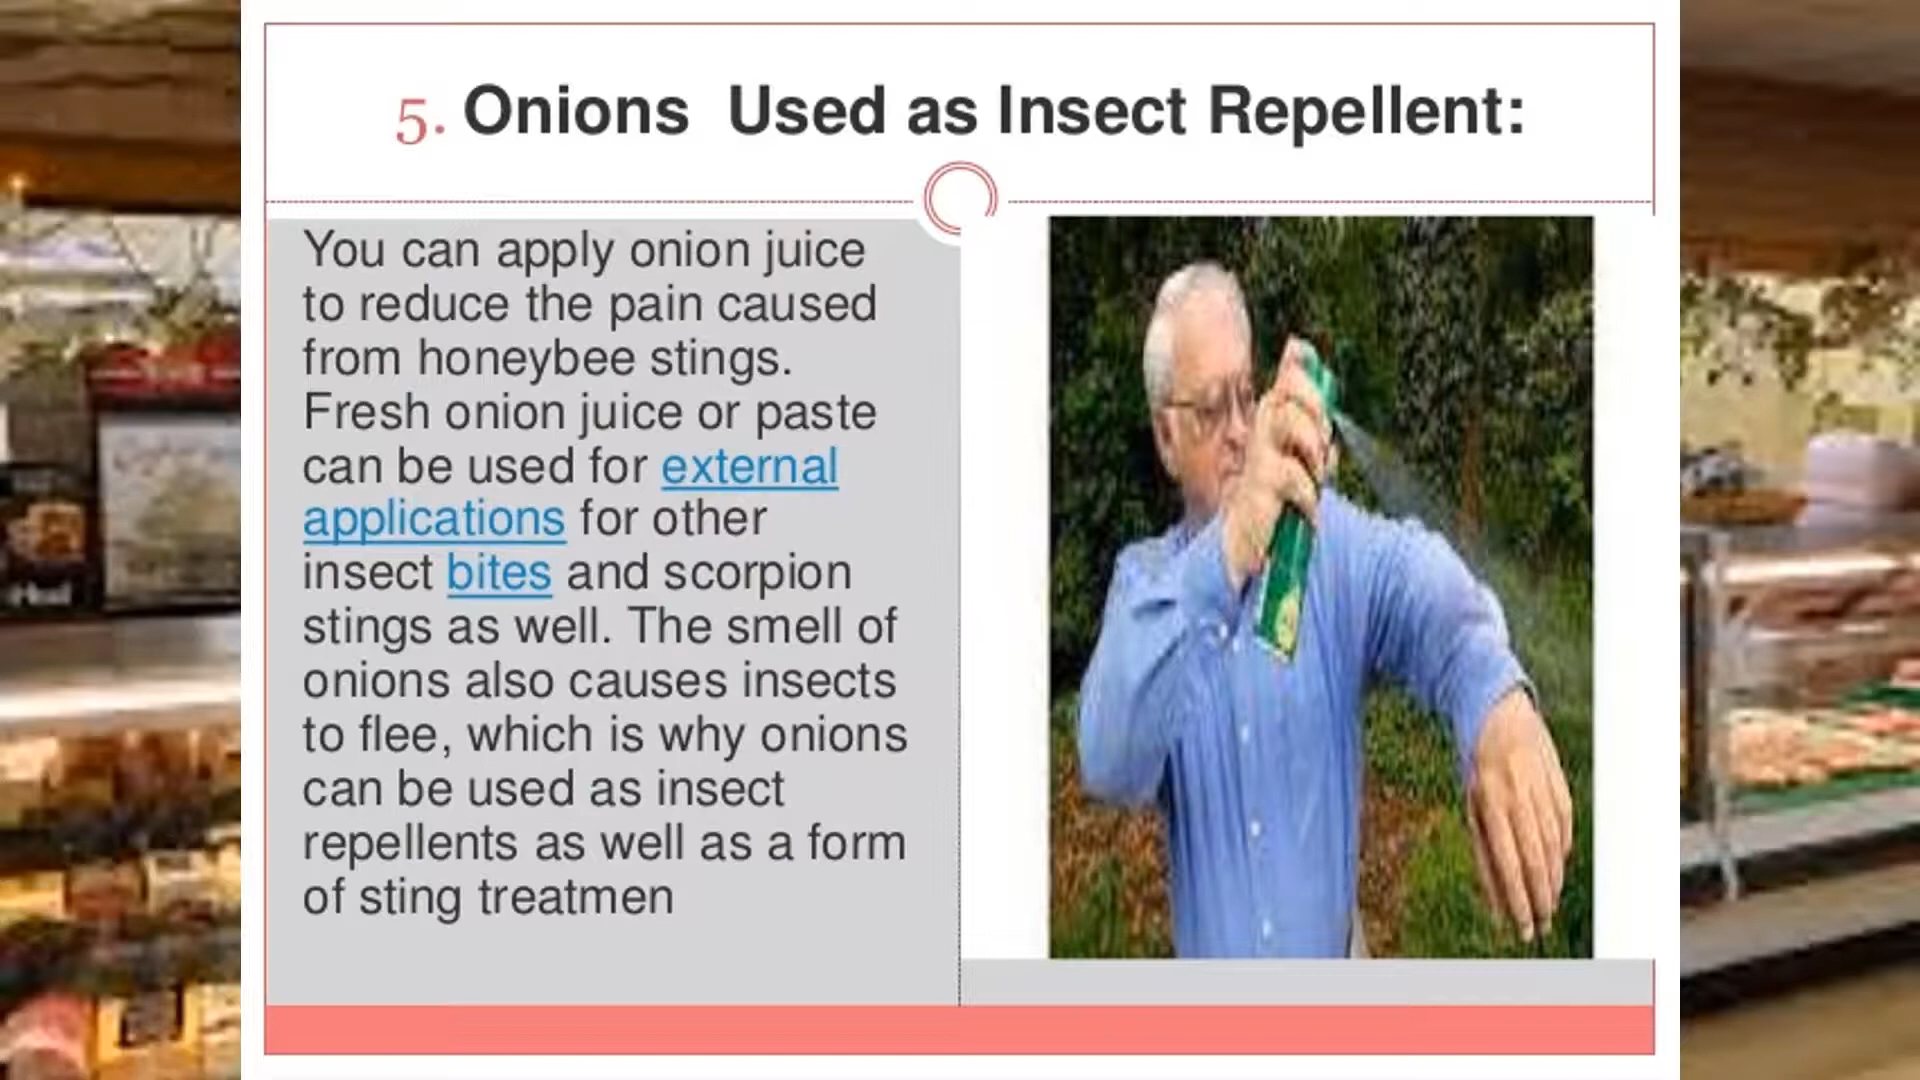 5. Onions Used as Insect Repellent:
You can apply onion juice
to reduce the pain caused
from honeybee stings.
Fresh onion juice or paste
can be used for external
applications for other
insect bites and scorpion
stings as well. The smell of
onions also causes insects
to flee, which is why onions
can be used as insect
repellents as well as a form
of sting treatmen